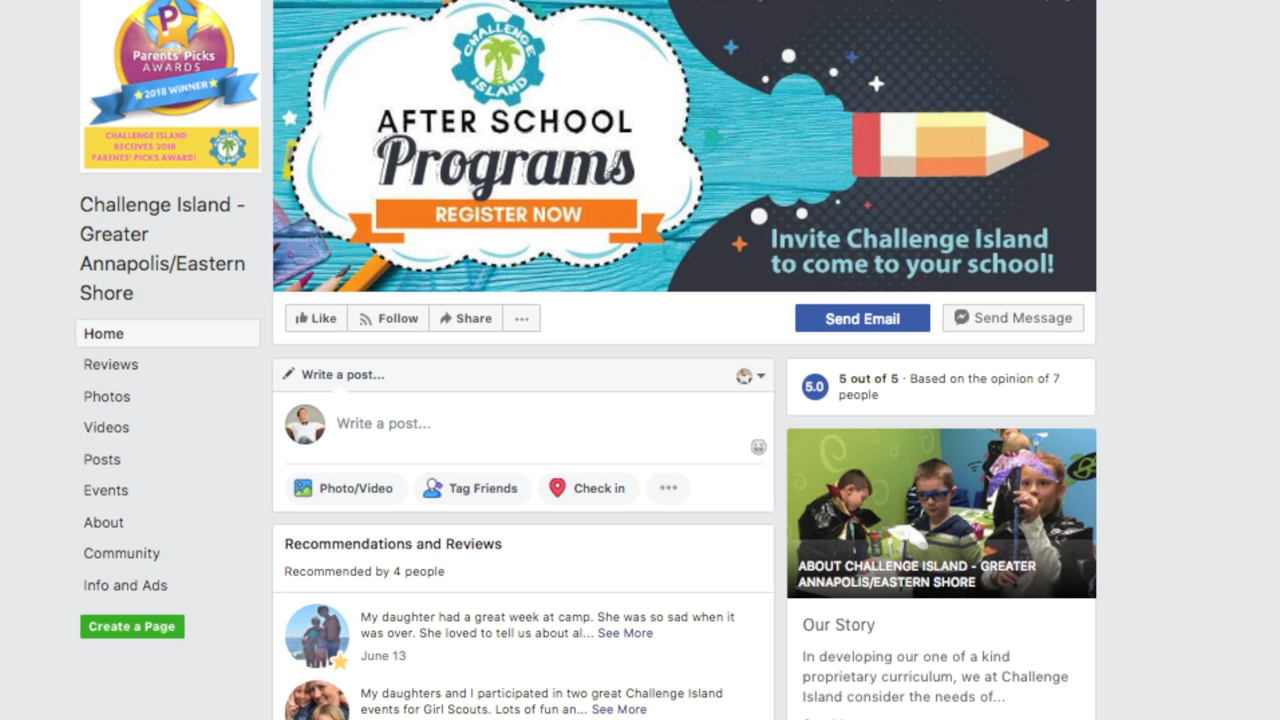 P
Parents' Picks
AWARDS
2018 WINNER
CHALLENGE ISLAND
RECEIVES 2018
PARENTS' PICKS AWARD!
Challenge Island -
Greater
Annapolis/Eastern
Shore
Home
Reviews
Photos
Videos
Posts
Events
About
Community
Info and Ads
Create a Page
CHALLENGE
ISLAND
AFTER SCHOOL
Programs
REGISTER NOW
Invite Challenge Island
to come to your school!
Like
Follow
Share
Send Email
Send Message
Write a post...
Write a post...
Photo/Video
Tag Friends
Check in
Recommendations and Reviews
Recommended by 4 people
My daughter had a great week at camp. She was so sad when it
was over. She loved to tell us about al... See More
June 13
My daughters and I participated in two great Challenge Island
events for Girl Scouts. Lots of fun an... See More
5.0
5 out of 5 · Based on the opinion of 7
people
ABOUT CHALLENGE ISLAND - GREATER
ANNAPOLIS/EASTERN SHORE
Our Story
In developing our one of a kind
proprietary curriculum, we at Challenge
Island consider the needs of...